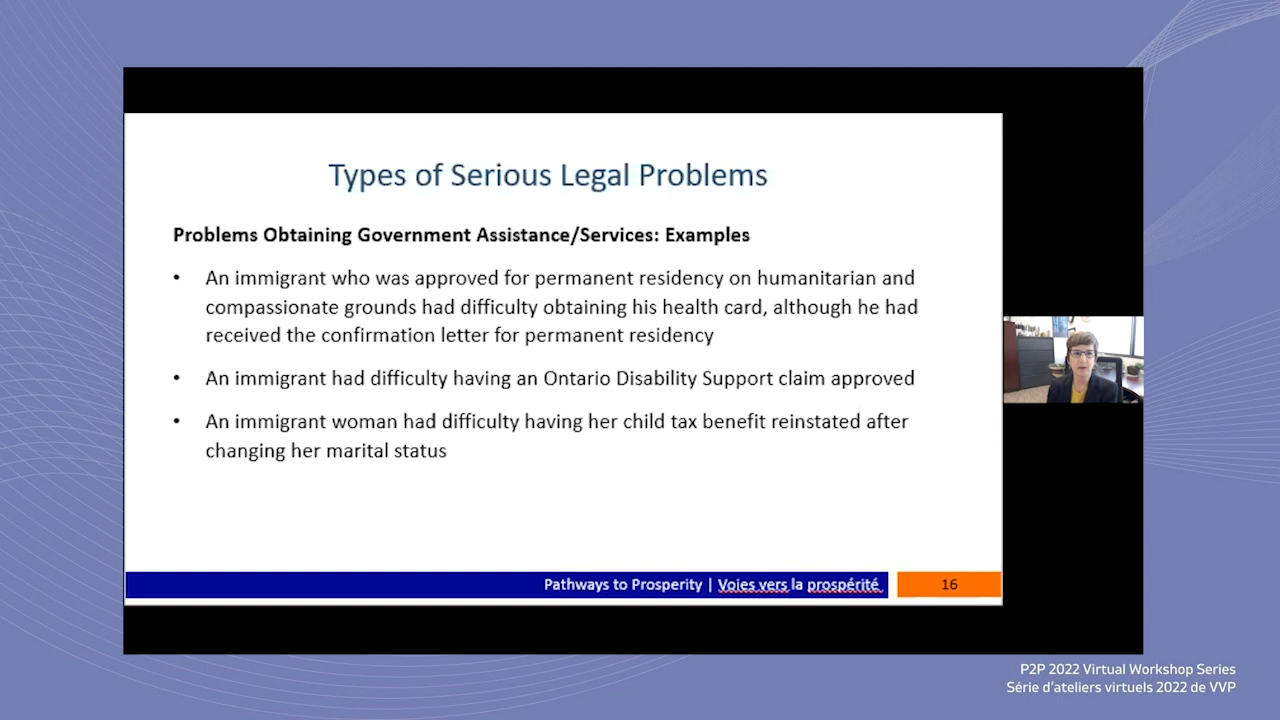 Types of Serious Legal Problems
Problems Obtaining Government Assistance/Services: Examples
• An immigrant who was approved for permanent residency on humanitarian and
compassionate grounds had difficulty obtaining his health card, although he had
received the confirmation letter for permanent residency
• An immigrant had difficulty having an Ontario Disability Support claim approved
• An immigrant woman had difficulty having her child tax benefit reinstated after
changing her marital status
Pathways to Prosperity | Voies vers la prospérité
16
P2P 2022 Virtual Workshop Series
Série d'ateliers virtuels 2022 de VVP